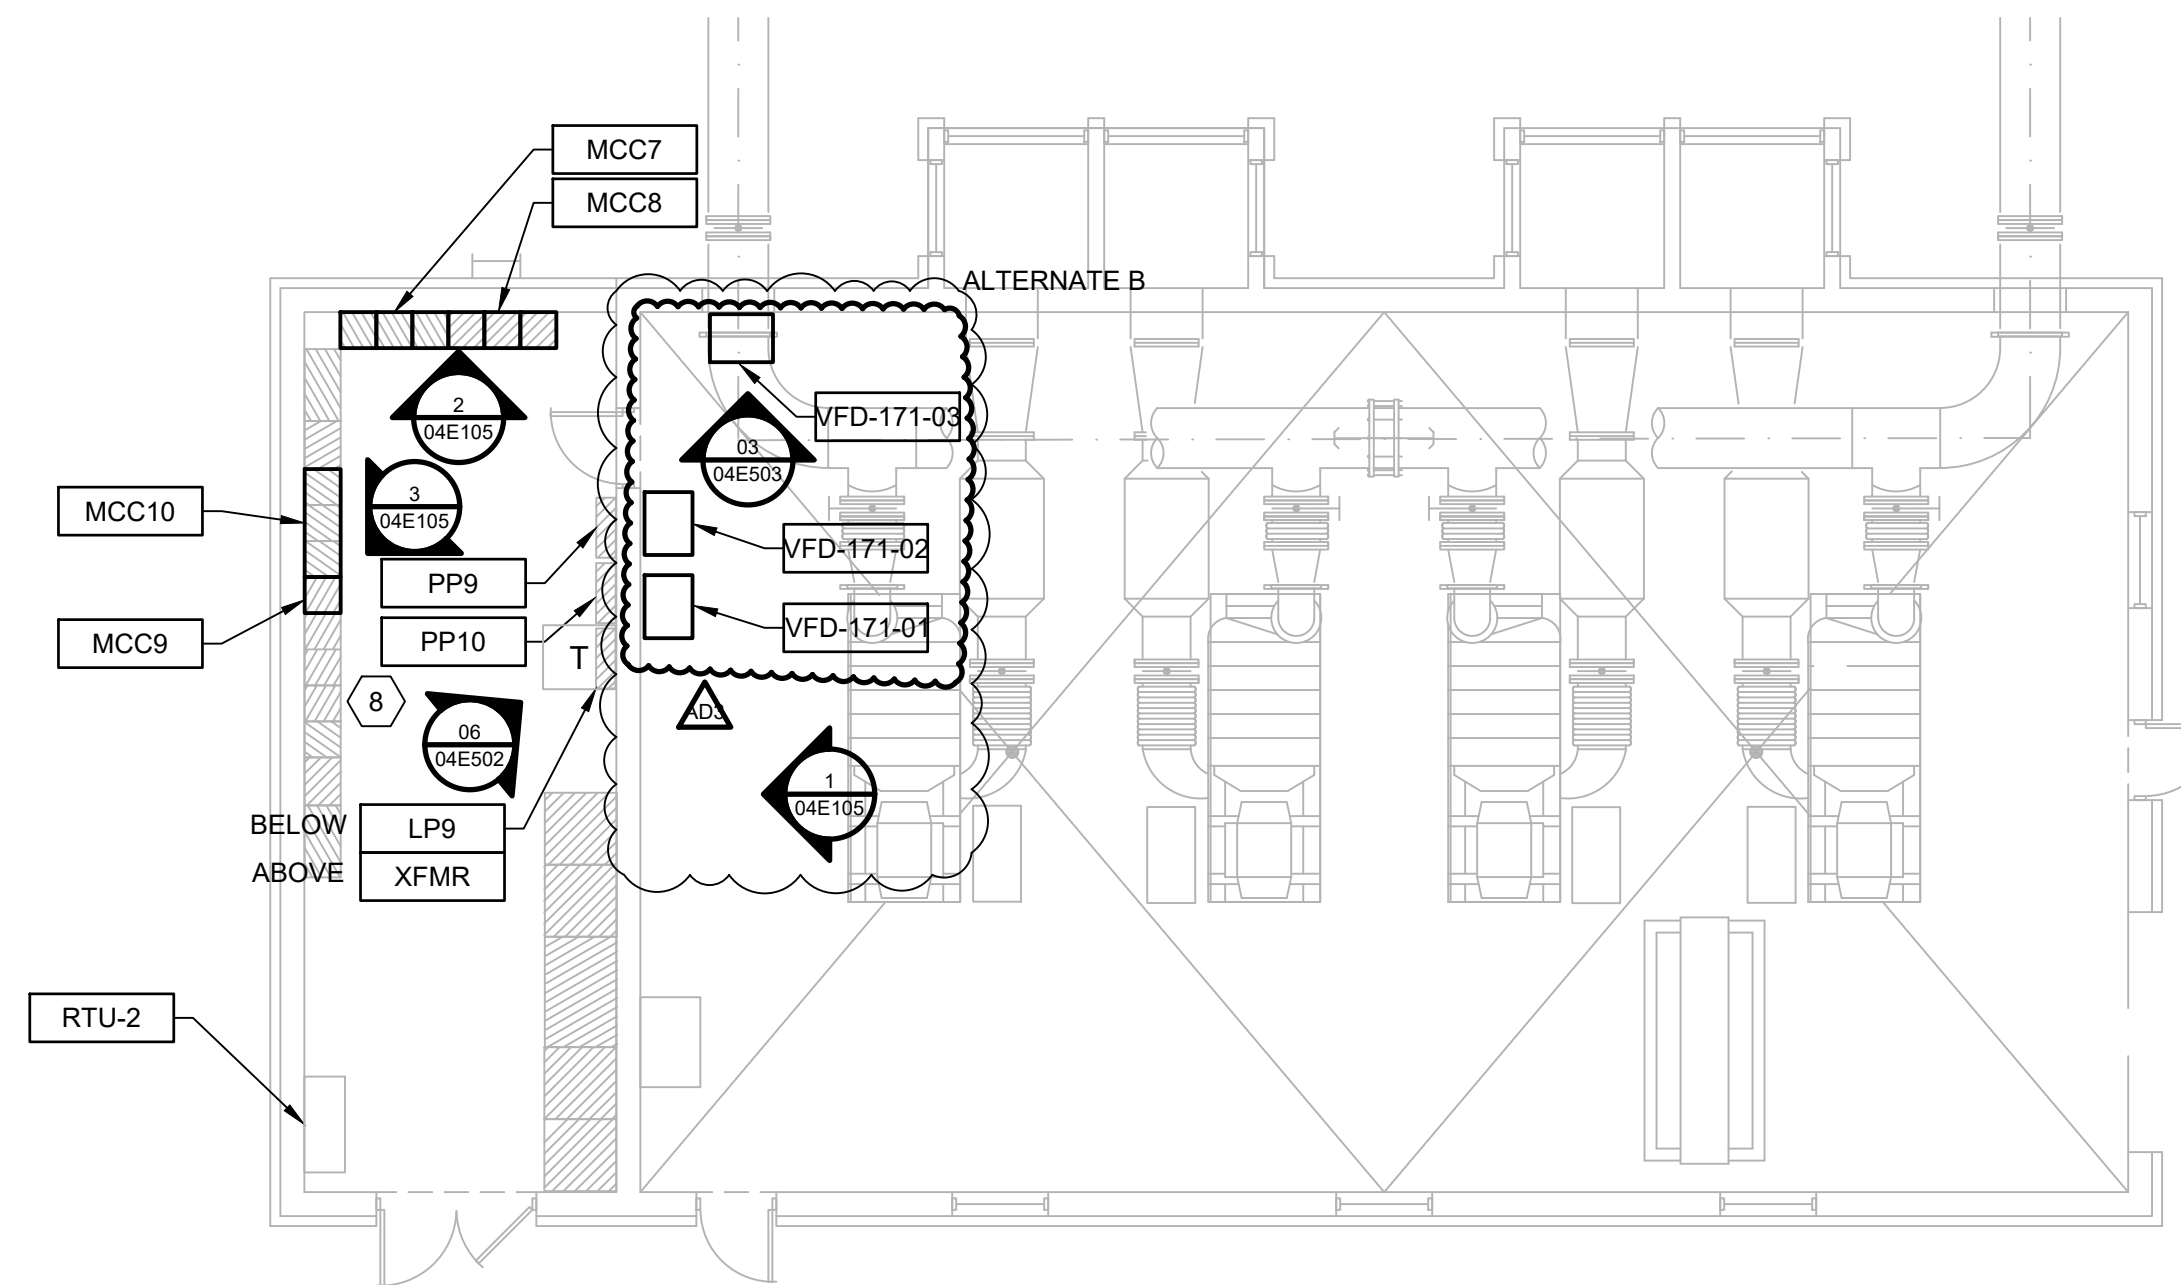 MCC7
MCC8
ALTERNATE B
2
04E105
VFD-171-03
03
04E503
3
04E105
MCC10
VFD-171-02
PP9
VFD-171-01
PP10
MCC9
T
8
AD3
06
04E502
1
04E105
BELOW
LP9
ABOVE
XFMR
RTU-2